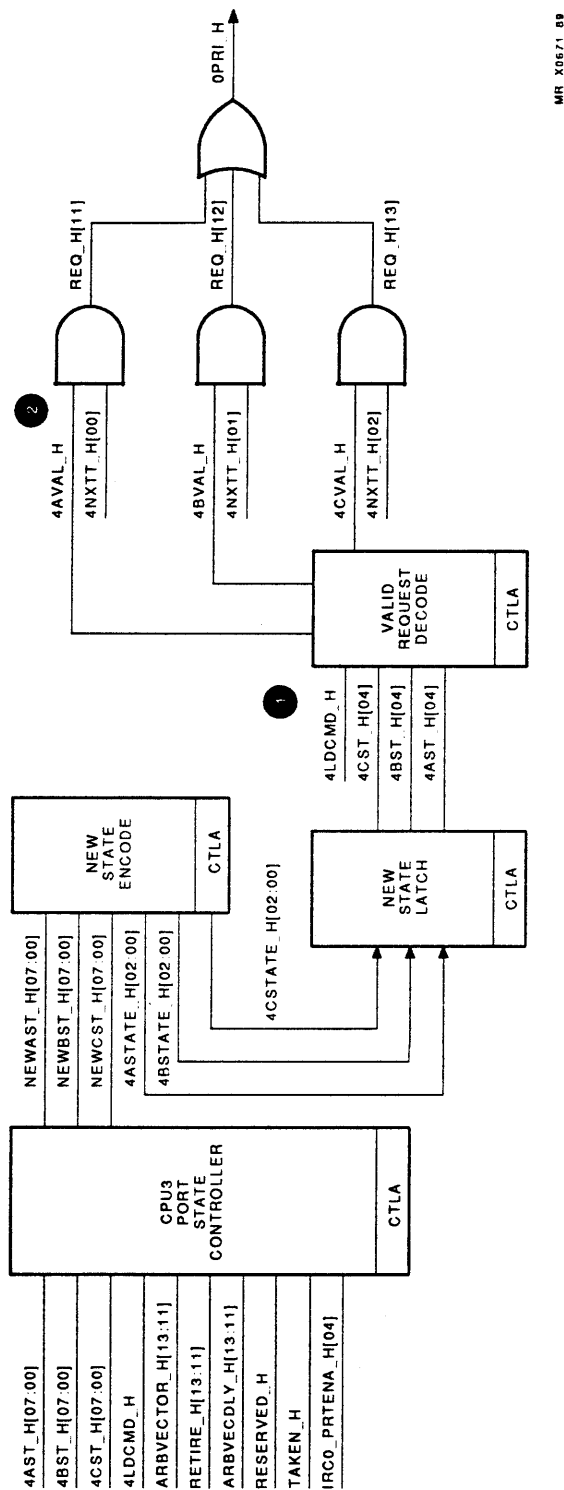 4AST_H[07:00]
4BST_H[07:00]
4CST_H[07:00]
4LDCMD_H
ARBVECTOR_H[13:11]
RETIRE_H[13:11]
ARBVECDLY_H[13:11]
RESERVED_H
TAKEN_H
IRC0_PRTENA_H[04]
CPU3
PORT
STATE
CONTROLLER
CTLA
NEWAST_H[07:00]
NEWBST_H[07:00]
NEWCST_H[07:00]
4ASTATE_H[02:00]
4BSTATE_H[02:00]
4CSTATE_H[02:00]
NEW
STATE
ENCODE
CTLA
NEW
STATE
LATCH
CTLA
1
4LDCMD_H
4CST_H[04]
4BST_H[04]
4AST_H[04]
VALID
REQUEST
DECODE
CTLA
2
4AVAL_H
4NXTT_H[00]
4BVAL_H
4NXTT_H[01]
4CVAL_H
4NXTT_H[02]
REQ_H[11]
REQ_H[12]
REQ_H[13]
0PRI_H
MR X0671 89